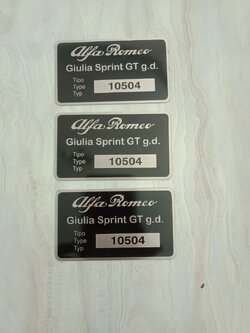 Alfa Romeo
Giulia Sprint GT g.d.
Tipo
Type 10504
Typ
Alfa Romeo
Giulia Sprint GT g.d.
Tipo
Type 10504
Typ
Alfa Romeo
Giulia Sprint GT g.d.
Tipo
Type 10504
Typ